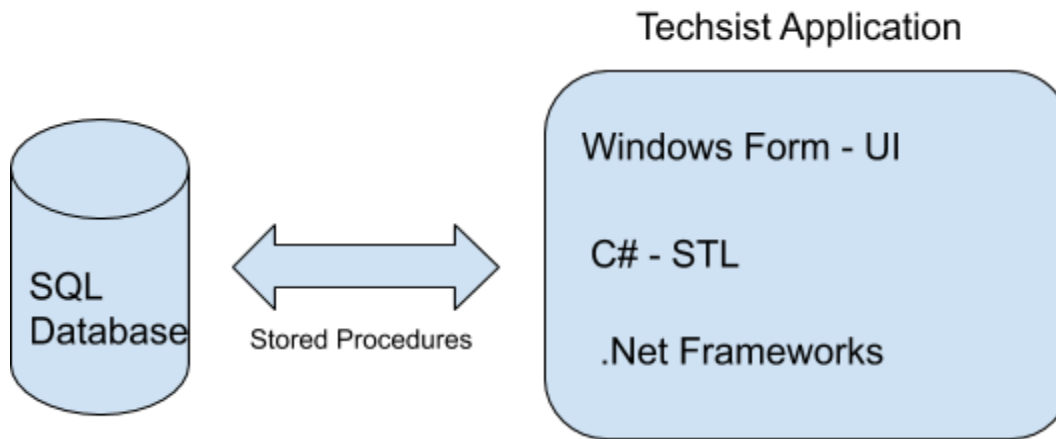 Techsist Application
Windows Form - UI
C# - STL
.Net Frameworks
SQL
Database
Stored Procedures